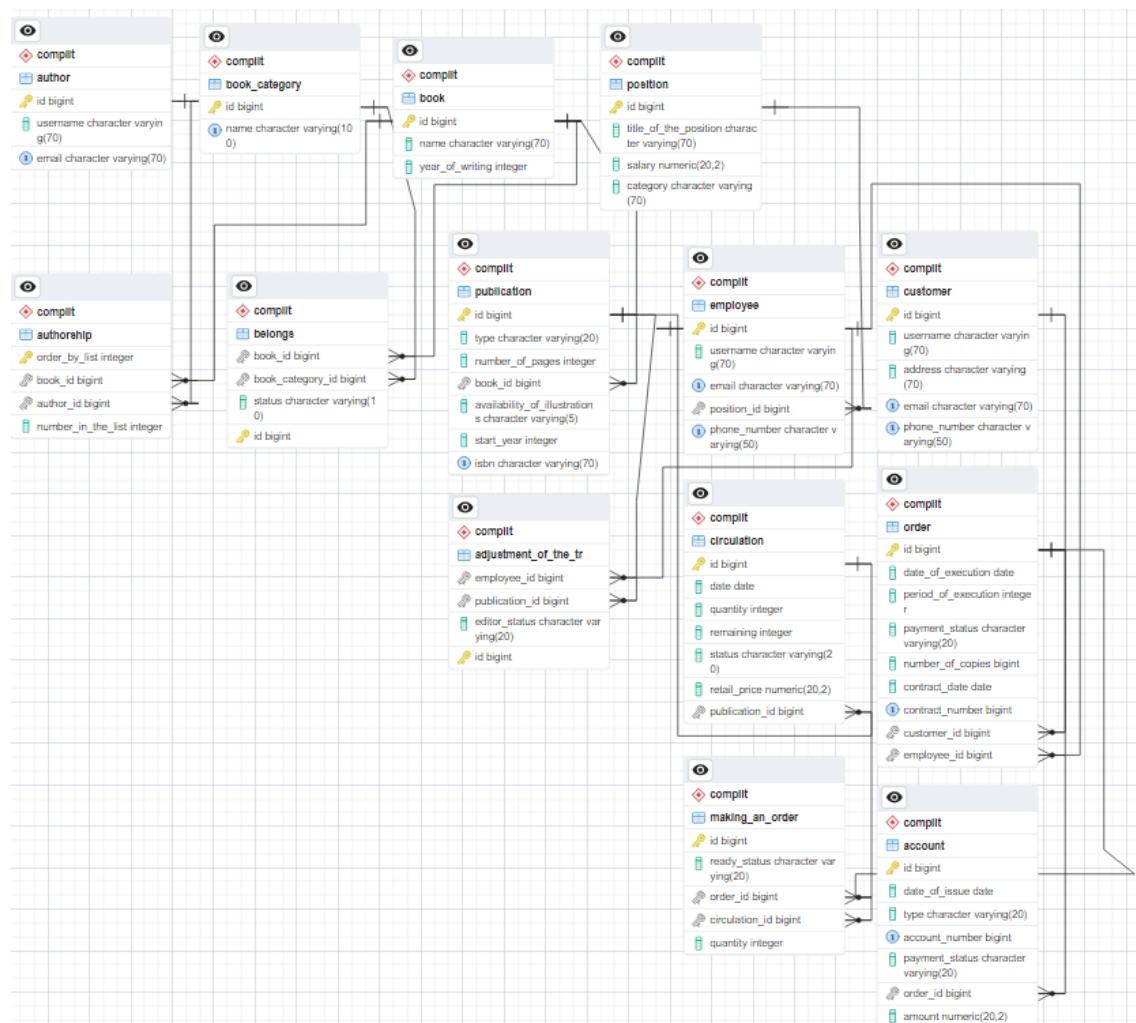 complit
author
id bigint
username character varyin
g(70)
email character varying(70)
complit
book_category
id bigint
name character varying(10
0)
complit
book
id bigint
name character varying(70)
year_of_writing integer
complit
position
id bigint
title_of_the_position charac
ter varying(70)
salary numeric(20,2)
category character varying
(70)
complit
authorship
order_by_list integer
book_id bigint
author_id bigint
number_in_the_list integer
complit
belongs
book_id bigint
book_category_id bigint
status character varying(1
0)
id bigint
complit
publication
id bigint
type character varying(20)
number_of_pages integer
book_id bigint
availability_of_illustration
s character varying(5)
start_year integer
isbn character varying(70)
complit
employee
id bigint
username character varyin
g(70)
email character varying(70)
position_id bigint
phone_number character v
arying(50)
complit
customer
id bigint
username character varyin
g(70)
address character varying
(70)
email character varying(70)
phone_number character v
arying(50)
complit
adjustment_of_the_tr
employee_id bigint
publication_id bigint
editor_status character var
ying(20)
id bigint
complit
circulation
id bigint
date date
quantity integer
remaining integer
status character varying(2
0)
retail_price numeric(20,2)
publication_id bigint
complit
order
id bigint
date_of_execution date
period_of_execution intege
r
payment_status character
varying(20)
number_of_copies bigint
contract_date date
contract_number bigint
customer_id bigint
employee_id bigint
complit
making_an_order
id bigint
ready_status character var
ying(20)
order_id bigint
circulation_id bigint
quantity integer
complit
account
id bigint
date_of_issue date
type character varying(20)
account_number bigint
payment_status character
varying(20)
order_id bigint
amount numeric(20,2)